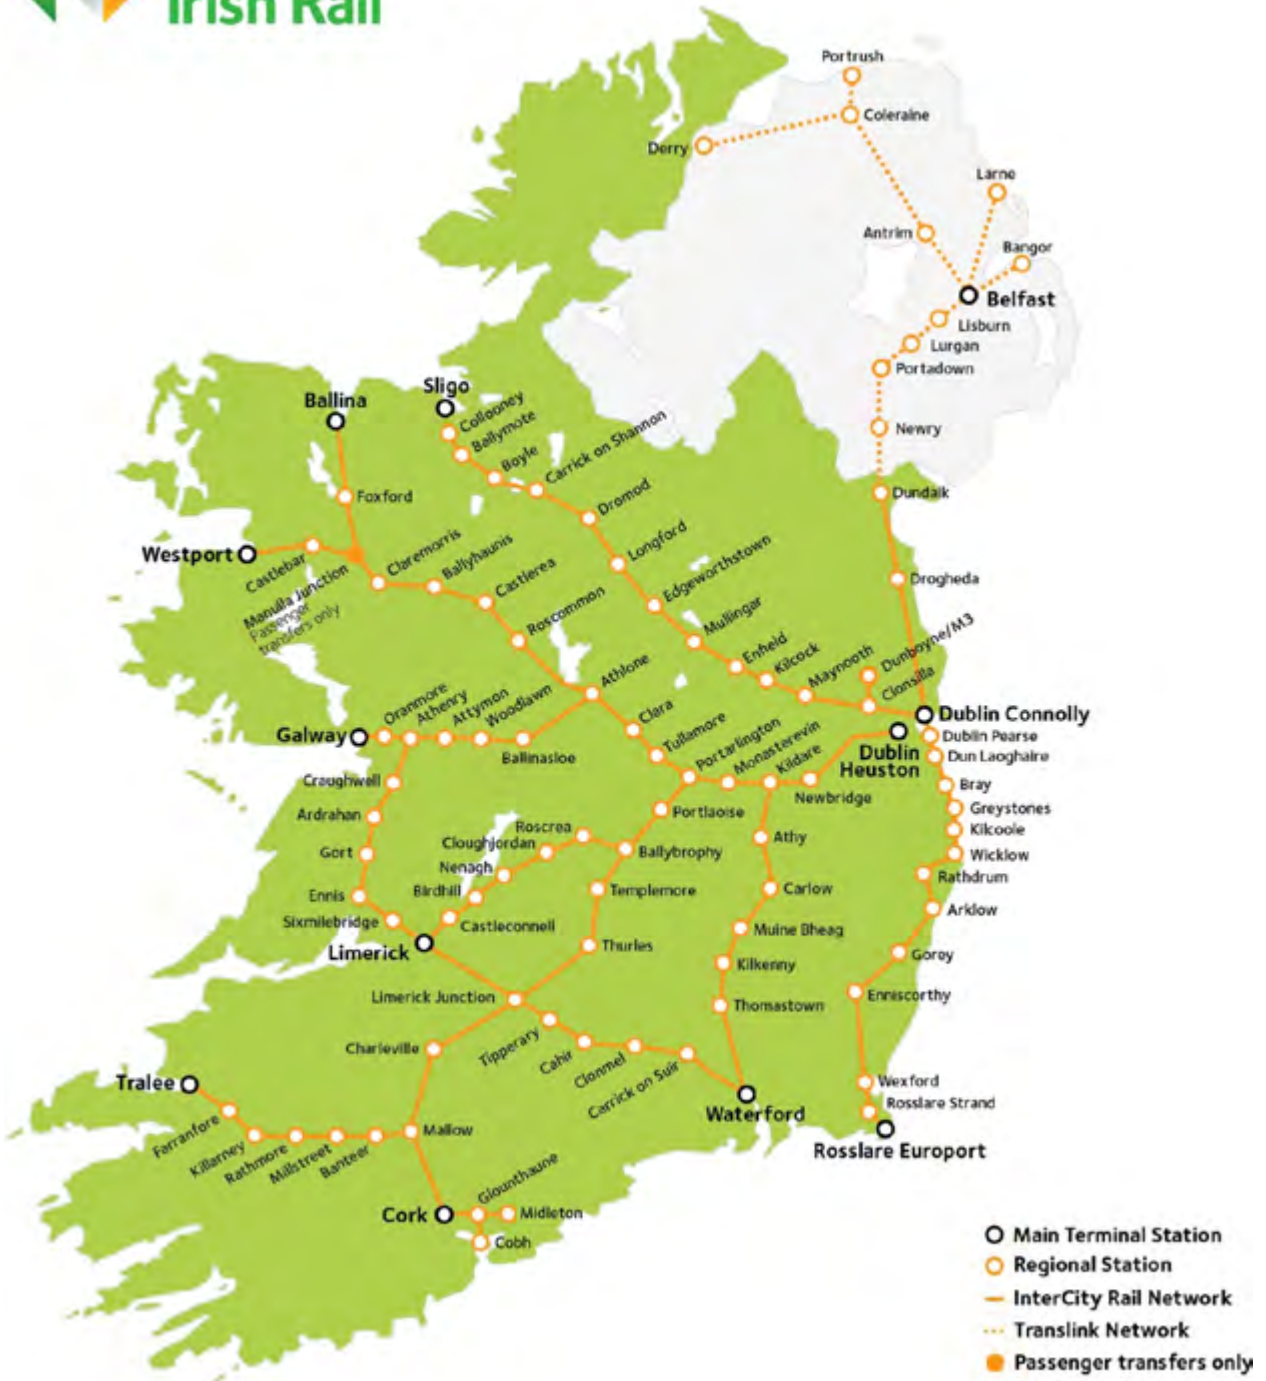 Irish Rail
Portrush
Coleraine
Derry
Larne
Antrim
Bangor
Belfast
Lisburn
Lurgan
Portadown
Newry
Dundalk
Drogheda
Ballina
Foxford
Westport
Castlebar
Manulla Junction
Passenger
transfers only
Claremorris
Ballyhaunis
Castlerea
Roscommon
Sligo
Collooney
Ballymote
Boyle
Carrick on Shannon
Dromod
Longford
Edgeworthstown
Mullingar
Enfield
Kilcock
Maynooth
Dunboyne/M3
Clonsilla
Athlone
Clara
Tullamore
Portarlington
Monasterevin
Kildare
Newbridge
Dublin
Heuston
Dublin Connolly
Dublin Pearse
Dun Laoghaire
Bray
Greystones
Kilcoole
Wicklow
Rathdrum
Arklow
Gorey
Enniscorthy
Wexford
Rosslare Strand
Rosslare Europort
Galway
Oranmore
Athenry
Attymon
Woodlawn
Ballinasloe
Craughwell
Ardrahan
Gort
Ennis
Sixmilebridge
Limerick
Roscrea
Cloughjordan
Nenagh
Birdhill
Castleconnell
Portlaoise
Ballybrophy
Templemore
Thurles
Limerick Junction
Athy
Carlow
Muine Bheag
Kilkenny
Thomastown
Waterford
Tipperary
Cahir
Clonmel
Carrick on Suir
Charleville
Mallow
Tralee
Farranfore
Killarney
Rathmore
Millstreet
Banteer
Cork
Glounthaune
Midleton
Cobh
Main Terminal Station
Regional Station
InterCity Rail Network
Translink Network
Passenger transfers only